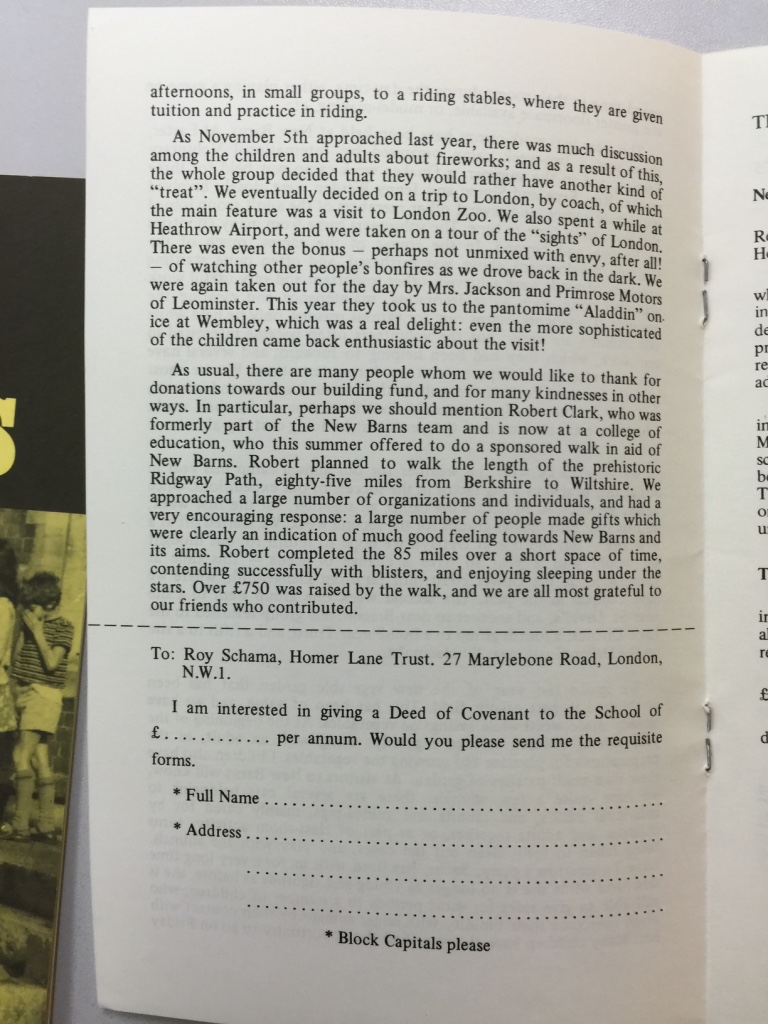 afternoons, in small groups, to a riding stables, where they are given
tuition and practice in riding.
As November 5th approached last year, there was much discussion
among the children and adults about fireworks; and as a result of this,
the whole group decided that they would rather have another kind of
“treat”. We eventually decided on a trip to London, by coach, of which
the main feature was a visit to London Zoo. We also spent a while at
Heathrow Airport, and were taken on a tour of the “sights” of London.
There was even the bonus – perhaps not unmixed with envy, after all!
– of watching other people's bonfires as we drove back in the dark. We
were again taken out for the day by Mrs. Jackson and Primrose Motors
of Leominster. This year they took us to the pantomime “Aladdin” on
ice at Wembley, which was a real delight: even the more sophisticated
of the children came back enthusiastic about the visit!
As usual, there are many people whom we would like to thank for
donations towards our building fund, and for many kindnesses in other
ways. In particular, perhaps we should mention Robert Clark, who was
formerly part of the New Barns team and is now at a college of
education, who this summer offered to do a sponsored walk in aid of
New Barns. Robert planned to walk the length of the prehistoric
Ridgway Path, eighty-five miles from Berkshire to Wiltshire. We
approached a large number of organizations and individuals, and had a
very encouraging response: a large number of people made gifts which
were clearly an indication of much good feeling towards New Barns and
its aims. Robert completed the 85 miles over a short space of time,
contending successfully with blisters, and enjoying sleeping under the
stars. Over £750 was raised by the walk, and we are all most grateful to
our friends who contributed.
To: Roy Schama, Homer Lane Trust. 27 Marylebone Road, London,
N.W.1.
I am interested in giving a Deed of Covenant to the School of
£............ per annum. Would you please send me the requisite
forms.
* Full Name ..............................................
* Address ................................................
................................................
................................................
* Block Capitals please
S